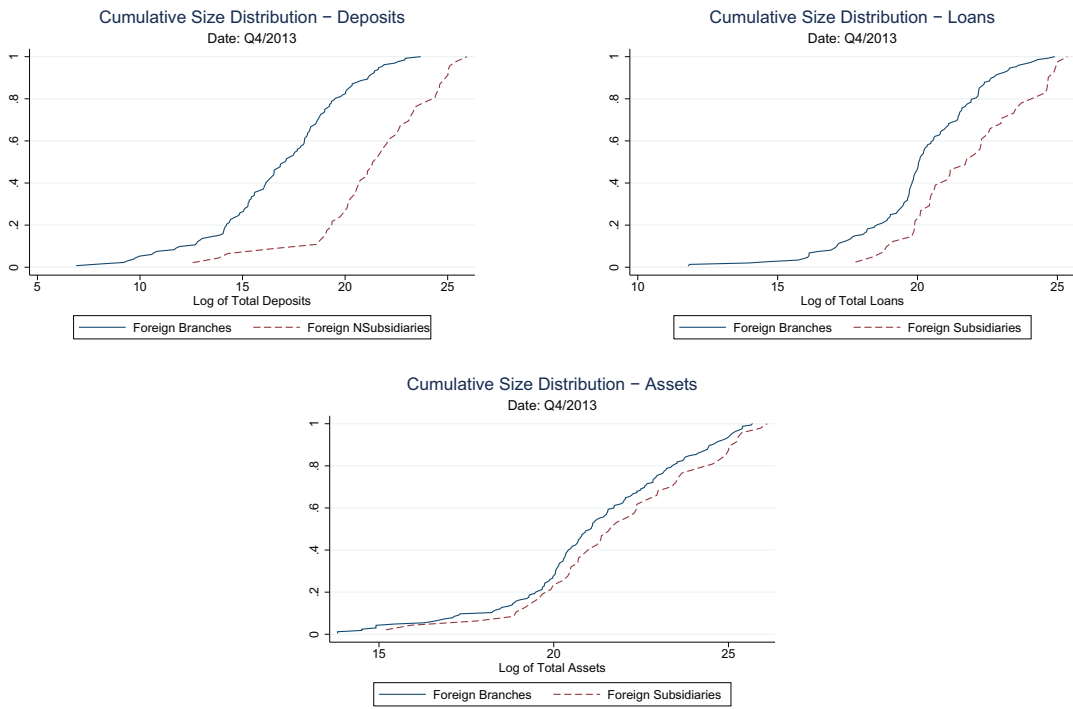 Cumulative Size Distribution − Deposits
Date: Q4/2013
1
.8
.6
.4
.2
0
5 10 15 20 25
Log of Total Deposits
Foreign Branches Foreign NSubsidiaries
Cumulative Size Distribution − Loans
Date: Q4/2013
1
.8
.6
.4
.2
0
10 15 20 25
Log of Total Loans
Foreign Branches Foreign Subsidiaries
Cumulative Size Distribution − Assets
Date: Q4/2013
1
.8
.6
.4
.2
0
15 20 25
Log of Total Assets
Foreign Branches Foreign Subsidiaries